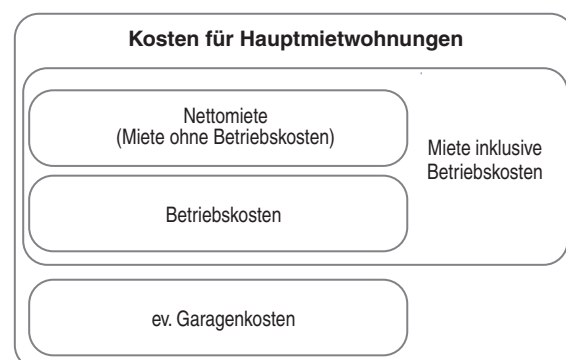 Kosten für Hauptmietwohnungen
Nettomiete
(Miete ohne Betriebskosten)
Miete inklusive
Betriebskosten
Betriebskosten
ev. Garagenkosten